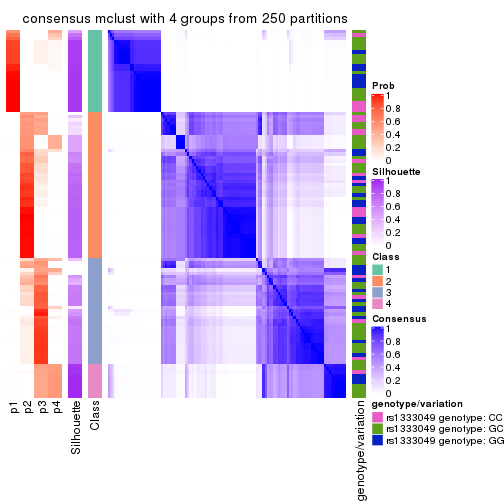 consensus mclust with 4 groups from 250 partitions
Prob
1
0.8
0.6
0.4
0.2
0
Silhouette
1
0.8
0.6
0.4
0.2
0
Class
1
2
3
4
Consensus
1
0.8
0.6
0.4
0.2
0
genotype/variation
rs1333049 genotype: CC
rs1333049 genotype: GC
rs1333049 genotype: GG
p1
p2
p3
p4
Silhouette
Class
genotype/variation